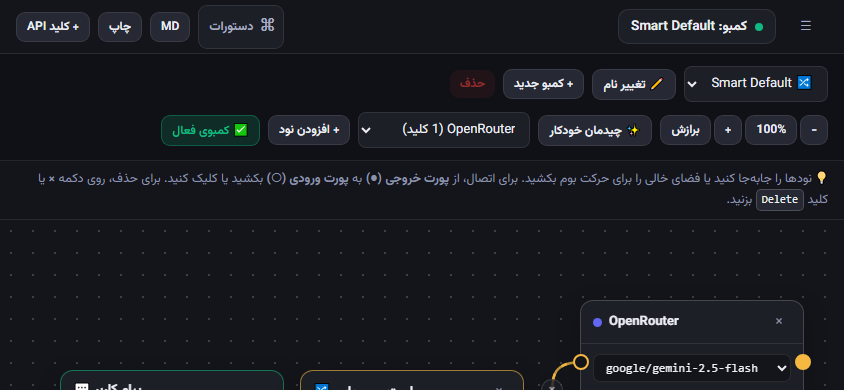 ☰ کمبو: Smart Default ⌘ دستورات MD چاپ + کلید API
🔀 Smart Default ✏️ تغییر نام + کمبو جدید حذف
- 100% + برازش ✨ چیدمان خودکار OpenRouter (1 کلید) + افزودن نود ✅ کمبوی فعال
💡 نودها را جابه‌جا کنید یا فضای خالی را برای حرکت بوم بکشید. برای اتصال، از پورت خروجی (●) به پورت ورودی (○) بکشید یا کلیک کنید. برای حذف، روی دکمه × یا
کلید Delete بزنید.
OpenRouter ×
google/gemini-2.5-flash